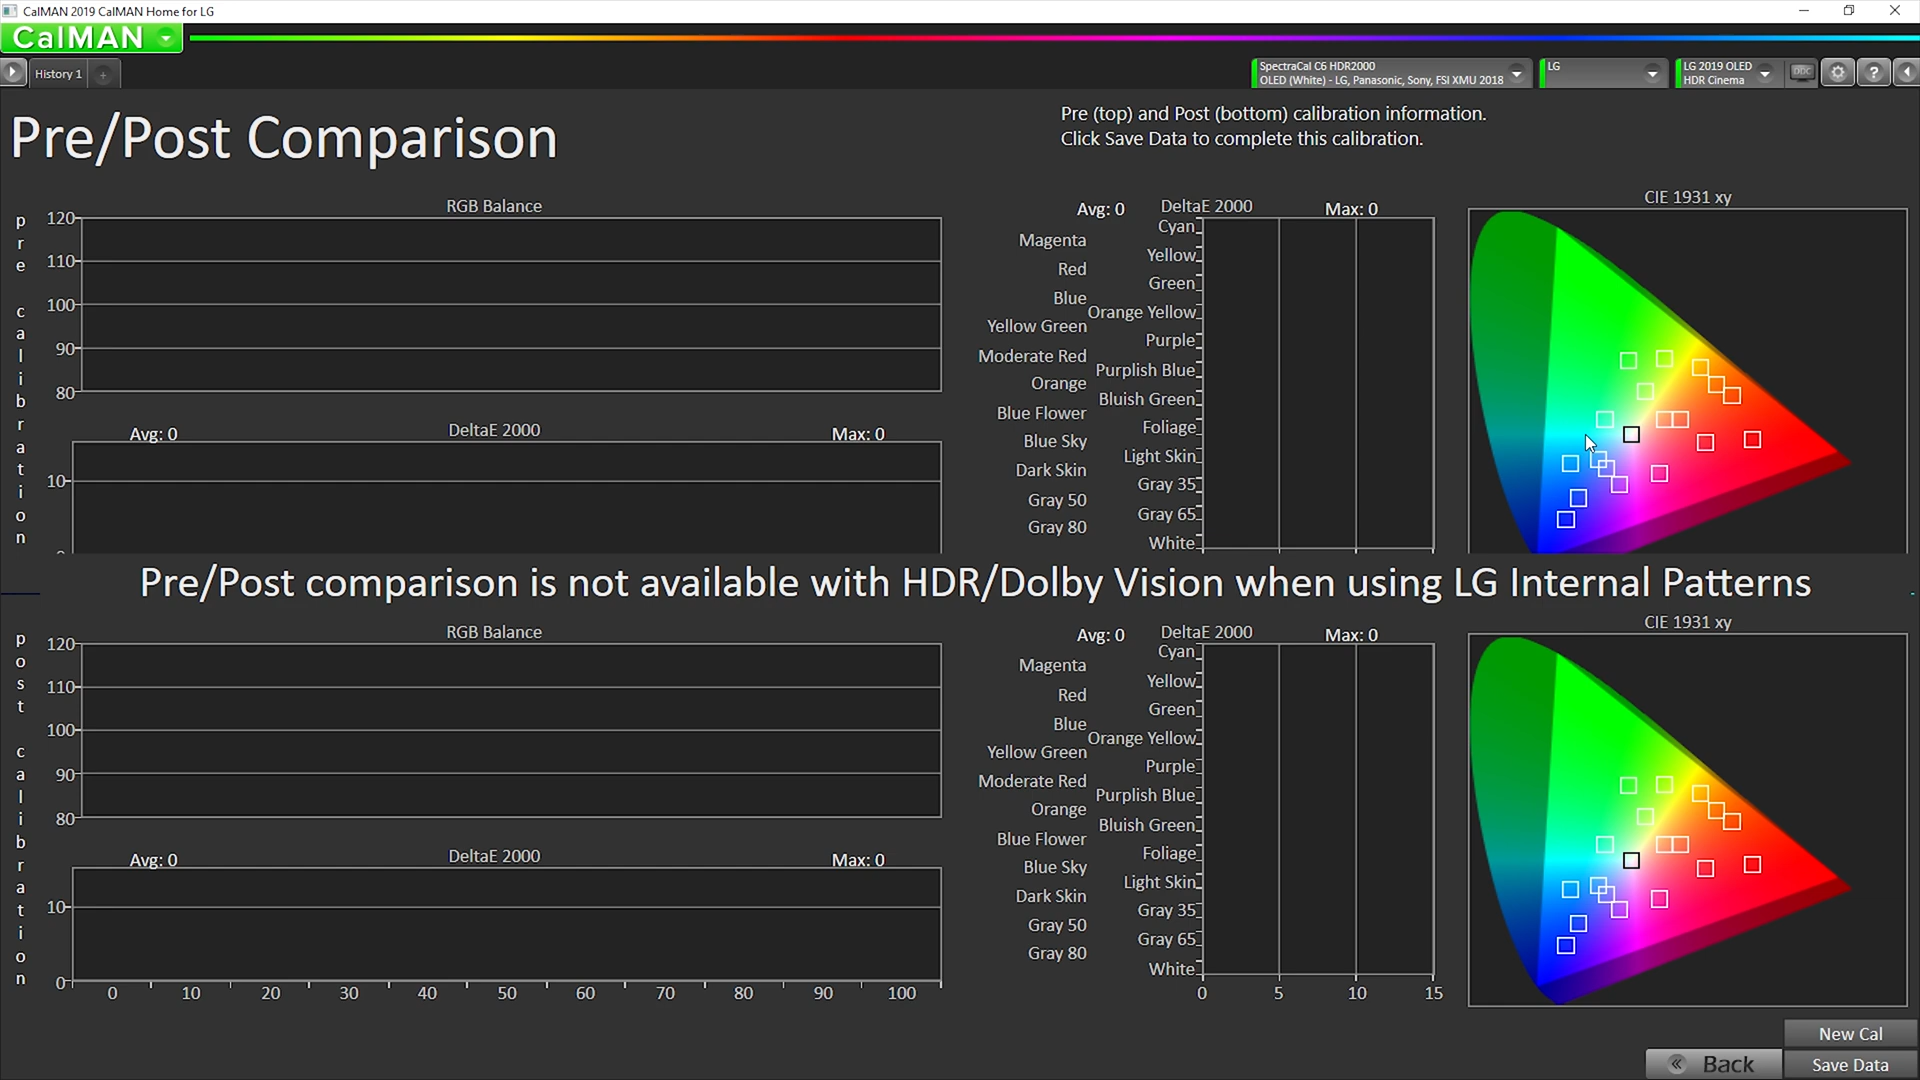 CalMAN 2019 CalMAN Home for LG
CalMAN
History 1
+
SpectraCal C6 HDR2000
OLED (White) - LG, Panasonic, Sony, FSI XMU 2018
LG
LG 2019 OLED
HDR Cinema
DDC
?
Pre/Post Comparison
Pre (top) and Post (bottom) calibration information.
Click Save Data to complete this calibration.
pre calibration
RGB Balance
120
110
100
90
80
Avg: 0
DeltaE 2000
Max: 0
10
Avg: 0
DeltaE 2000
Max: 0
Cyan
Magenta
Yellow
Red
Green
Blue
Orange Yellow
Yellow Green
Purple
Moderate Red
Purplish Blue
Orange
Bluish Green
Blue Flower
Foliage
Blue Sky
Light Skin
Dark Skin
Gray 35
Gray 50
Gray 65
Gray 80
White
CIE 1931 xy
Pre/Post comparison is not available with HDR/Dolby Vision when using LG Internal Patterns
post calibration
RGB Balance
120
110
100
90
80
Avg: 0
DeltaE 2000
Max: 0
10
0
0 10 20 30 40 50 60 70 80 90 100
Avg: 0
DeltaE 2000
Max: 0
Cyan
Magenta
Yellow
Red
Green
Blue
Orange Yellow
Yellow Green
Purple
Moderate Red
Purplish Blue
Orange
Bluish Green
Blue Flower
Foliage
Blue Sky
Light Skin
Dark Skin
Gray 35
Gray 50
Gray 65
Gray 80
White
0 5 10 15
CIE 1931 xy
New Cal
Back
Save Data